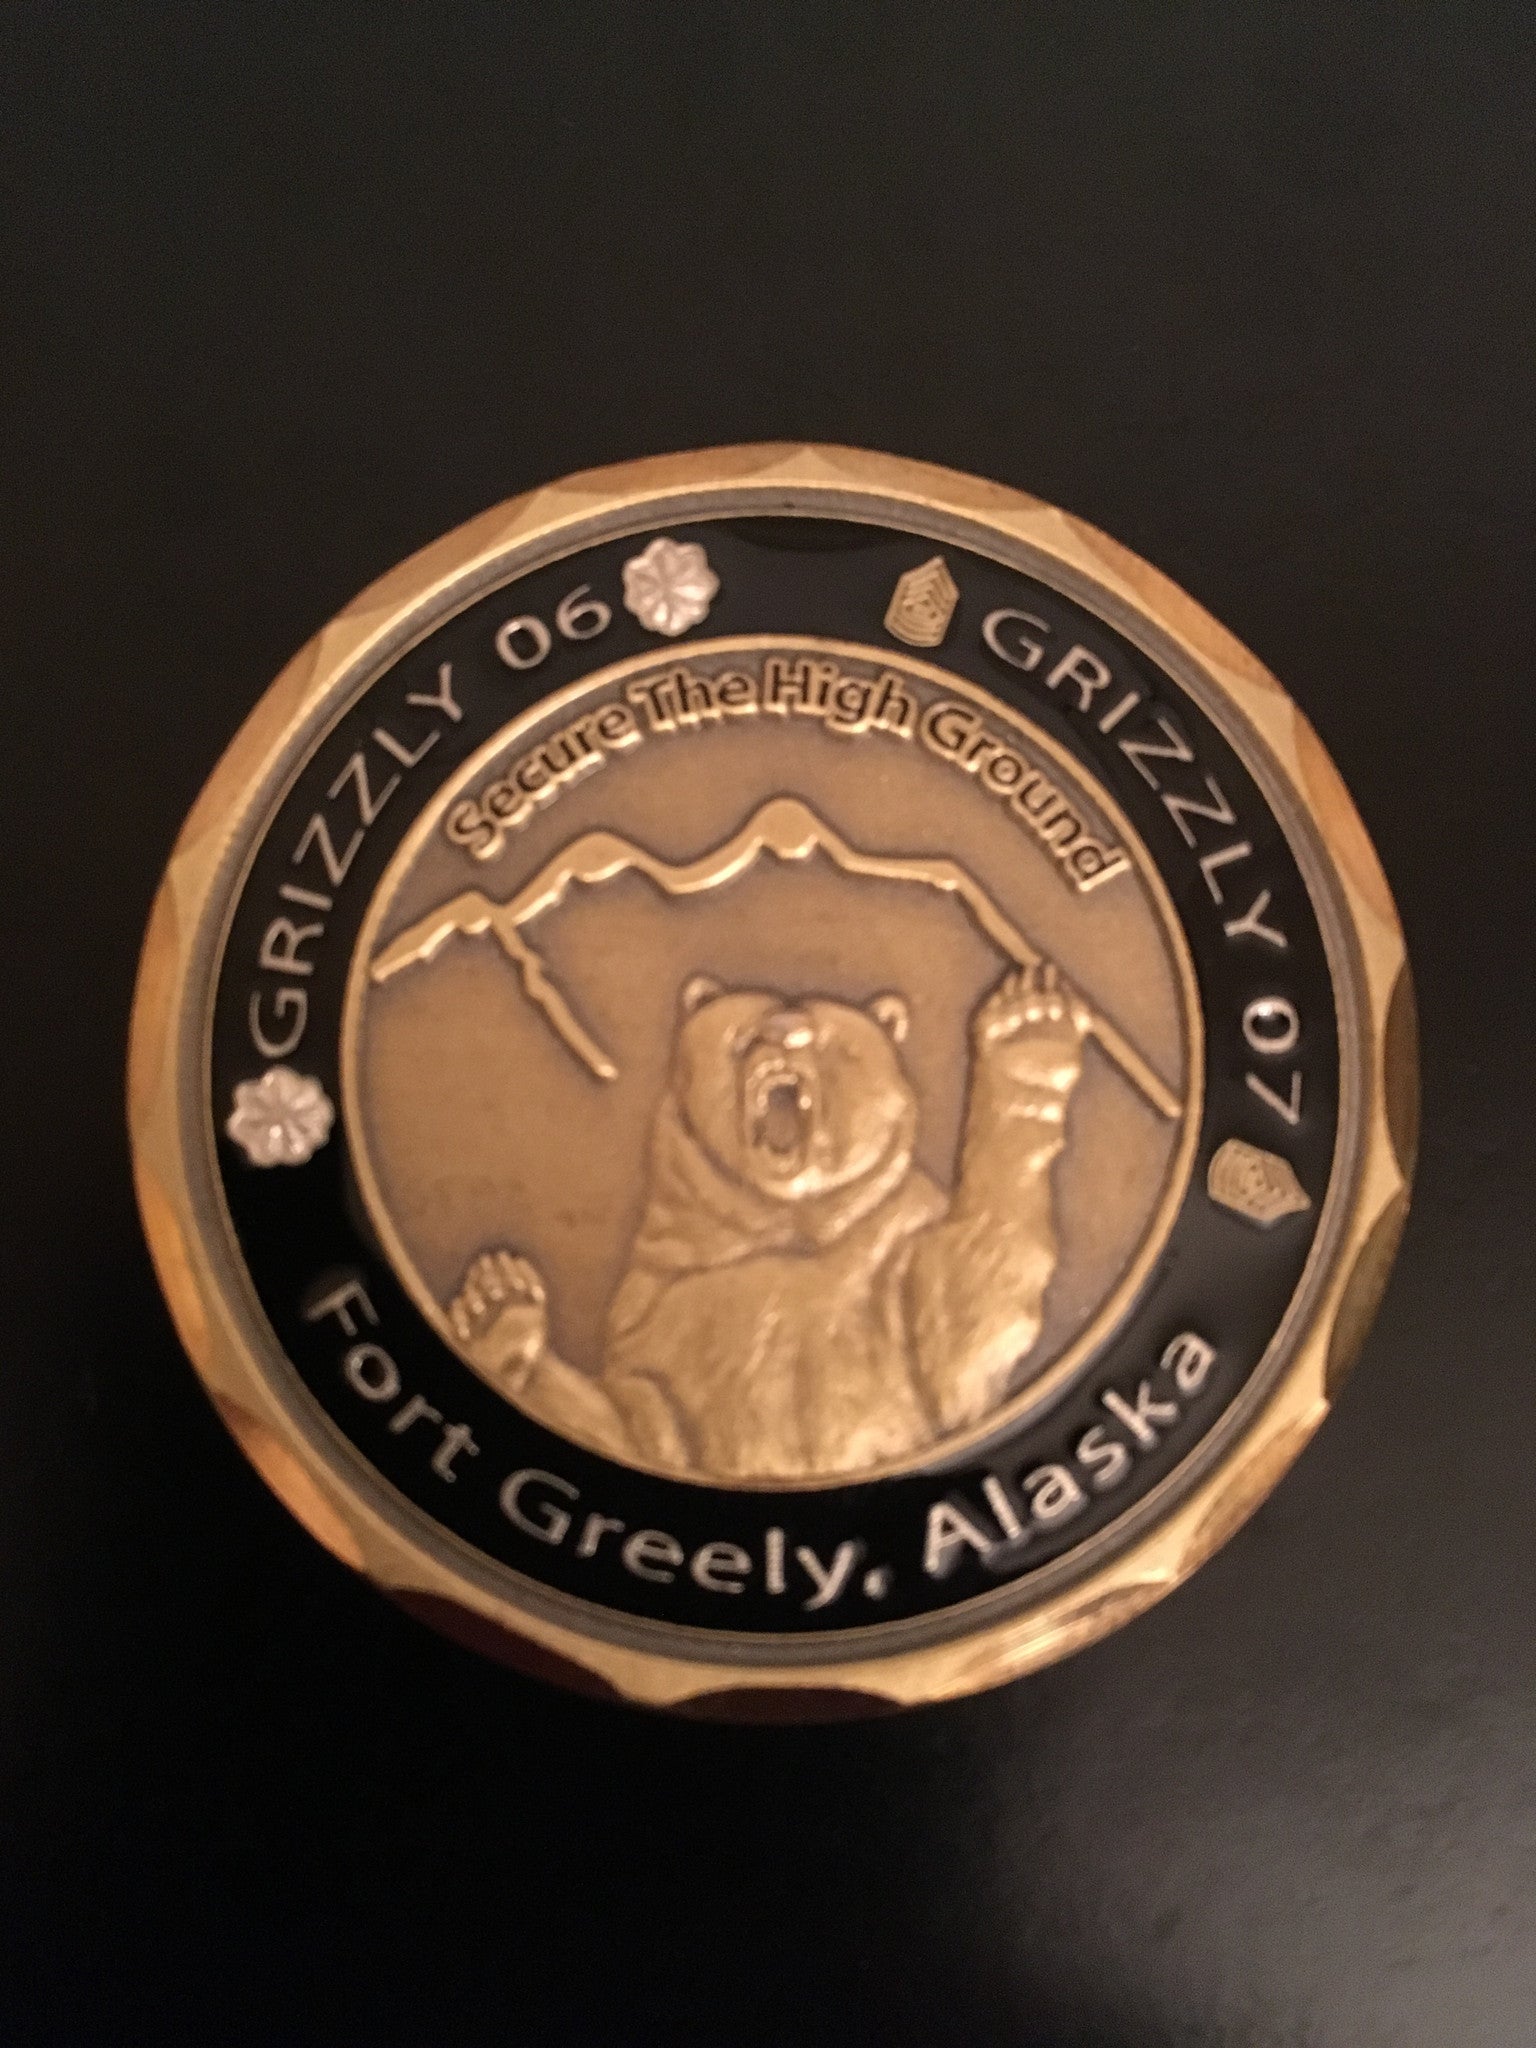 GRIZZLY 06
GRIZZLY 07
Secure The High Ground
Fort Greely, Alaska